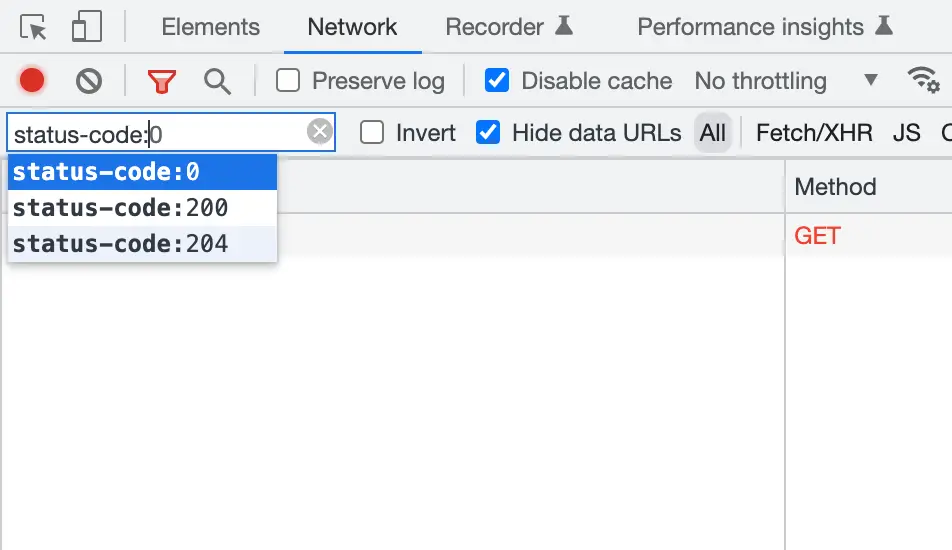 Elements Network Recorder Performance insights
Preserve log Disable cache No throttling
status-code:0 Invert Hide data URLs All Fetch/XHR JS
status-code:0
status-code:200
status-code:204
Method
GET